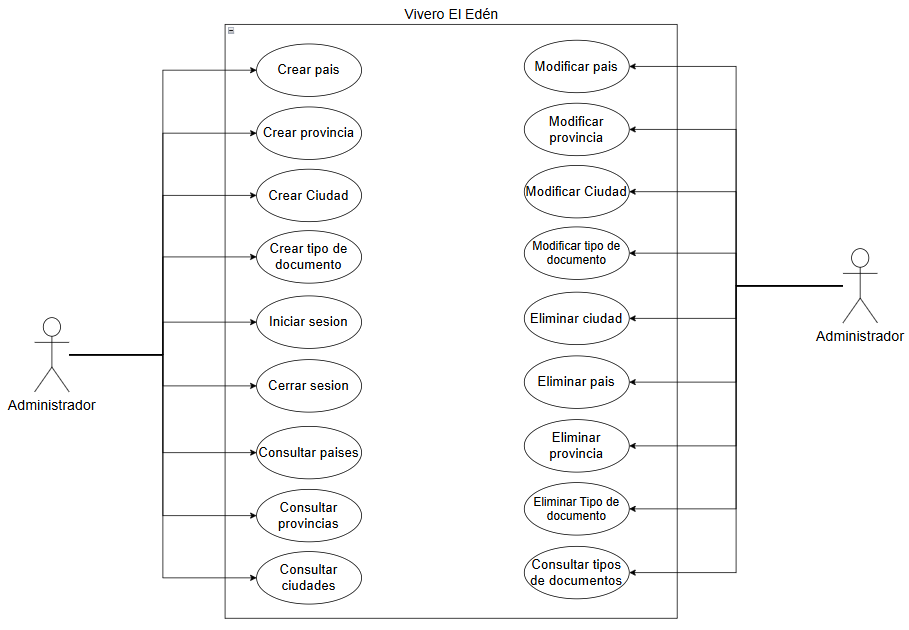 Vivero El Edén
Crear pais
Crear provincia
Crear Ciudad
Crear tipo de
documento
Iniciar sesion
Cerrar sesion
Consultar paises
Consultar
provincias
Consultar
ciudades
Administrador
Modificar pais
Modificar
provincia
Modificar Ciudad
Modificar tipo de
documento
Eliminar ciudad
Eliminar pais
Eliminar
provincia
Eliminar Tipo de
documento
Consultar tipos
de documentos
Administrador